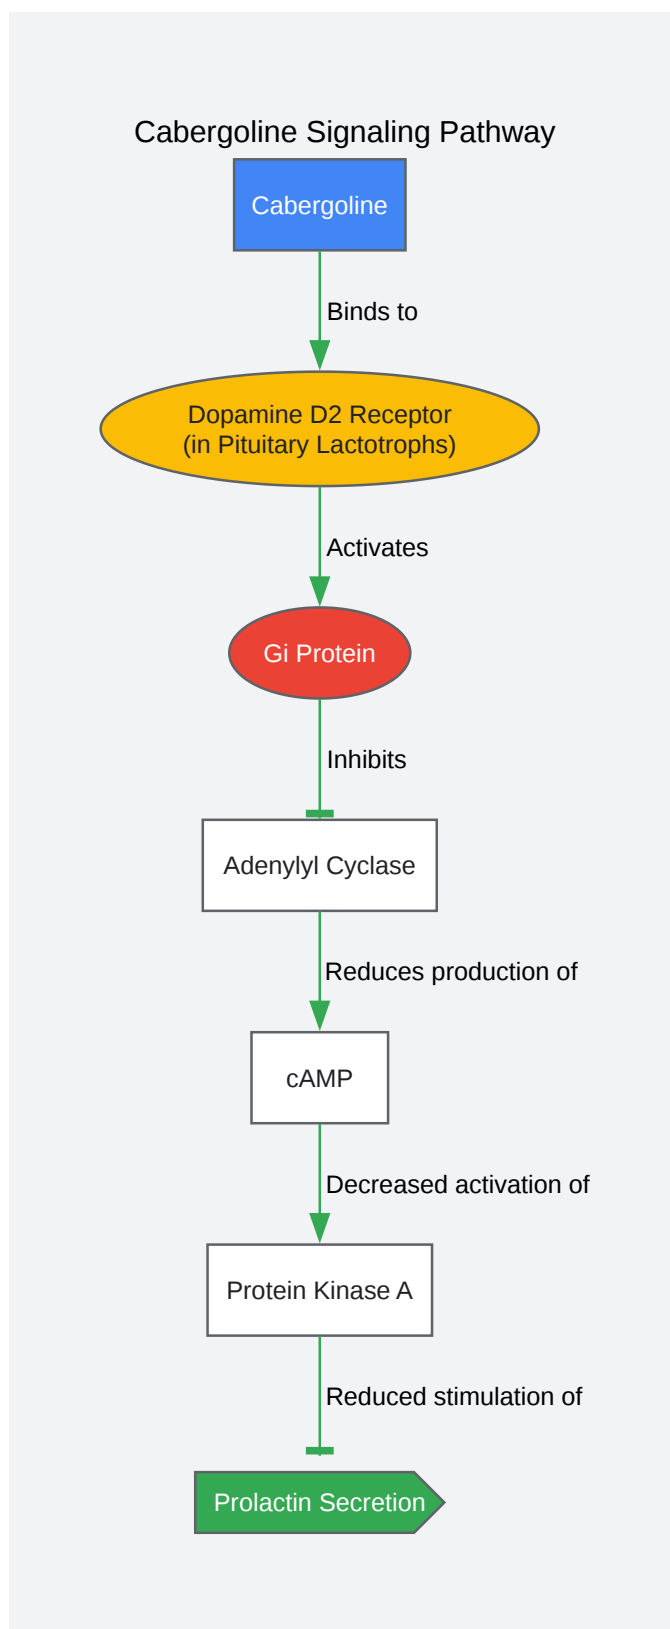 Cabergoline Signaling Pathway
Cabergoline
Binds to
Dopamine D2 Receptor
(in Pituitary Lactotrophs)
Activates
Gi Protein
Inhibits
Adenylyl Cyclase
Reduces production of
cAMP
Decreased activation of
Protein Kinase A
Reduced stimulation of
Prolactin Secretion